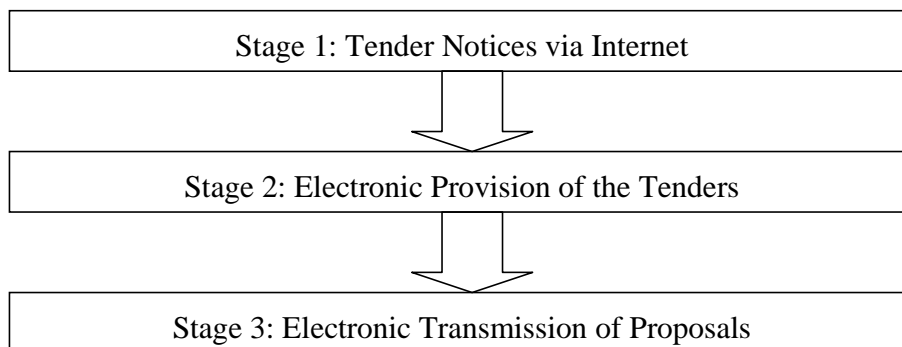 Stage 1: Tender Notices via Internet
Stage 2: Electronic Provision of the Tenders
Stage 3: Electronic Transmission of Proposals